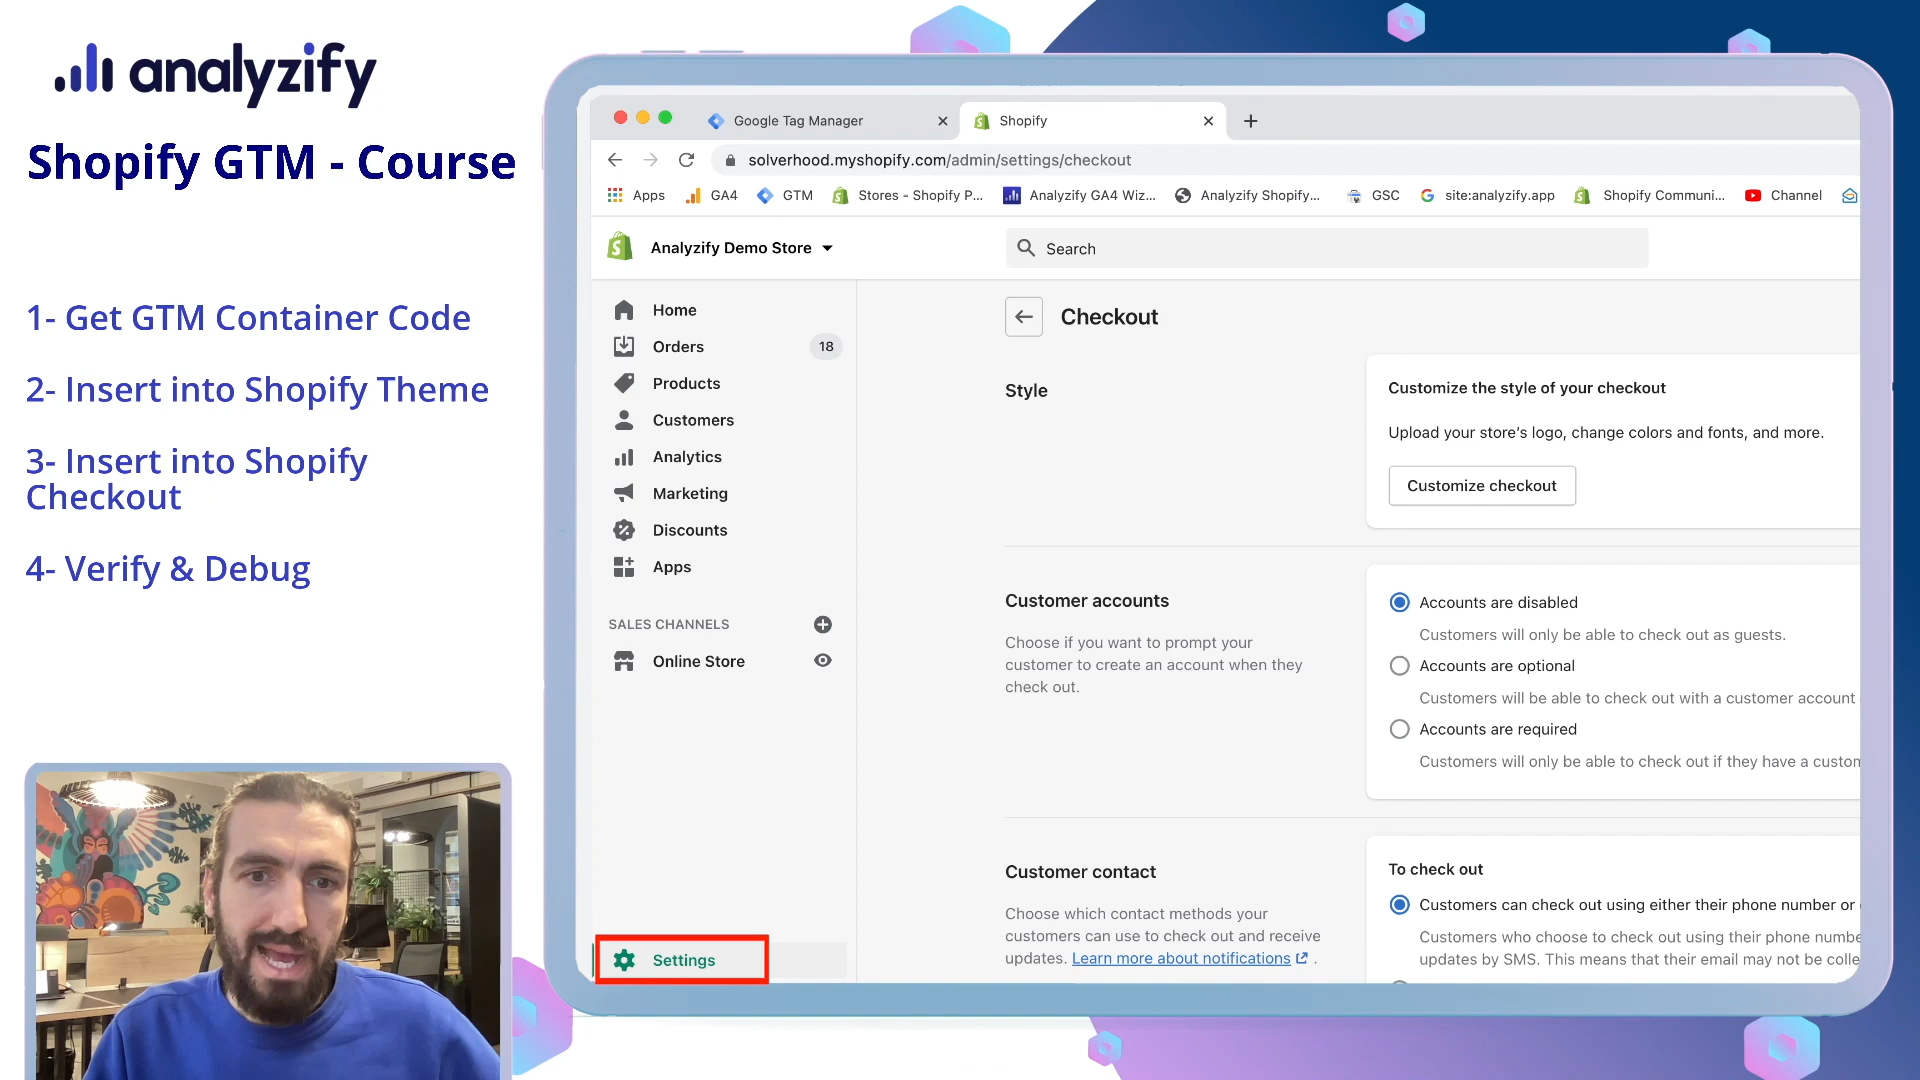 analyzify
Shopify GTM - Course
1- Get GTM Container Code
2- Insert into Shopify Theme
3- Insert into Shopify
Checkout
4- Verify & Debug
Google Tag Manager
Shopify
solverhood.myshopify.com/admin/settings/checkout
Apps
GA4
GTM
Stores - Shopify P...
Analyzify GA4 Wiz...
Analyzify Shopify...
GSC
site:analyzify.app
Shopify Communi...
Channel
Analyzify Demo Store
Search
Home
Orders
18
Products
Customers
Analytics
Marketing
Discounts
Apps
SALES CHANNELS
Online Store
Settings
Checkout
Style
Customize the style of your checkout
Upload your store's logo, change colors and fonts, and more.
Customize checkout
Customer accounts
Choose if you want to prompt your
customer to create an account when they
check out.
Accounts are disabled
Customers will only be able to check out as guests.
Accounts are optional
Customers will be able to check out with a customer account
Accounts are required
Customers will only be able to check out if they have a custom
Customer contact
Choose which contact methods your
customers can use to check out and receive
updates. Learn more about notifications .
To check out
Customers can check out using either their phone number or
Customers who choose to check out using their phone numbe
updates by SMS. This means that their email may not be colle